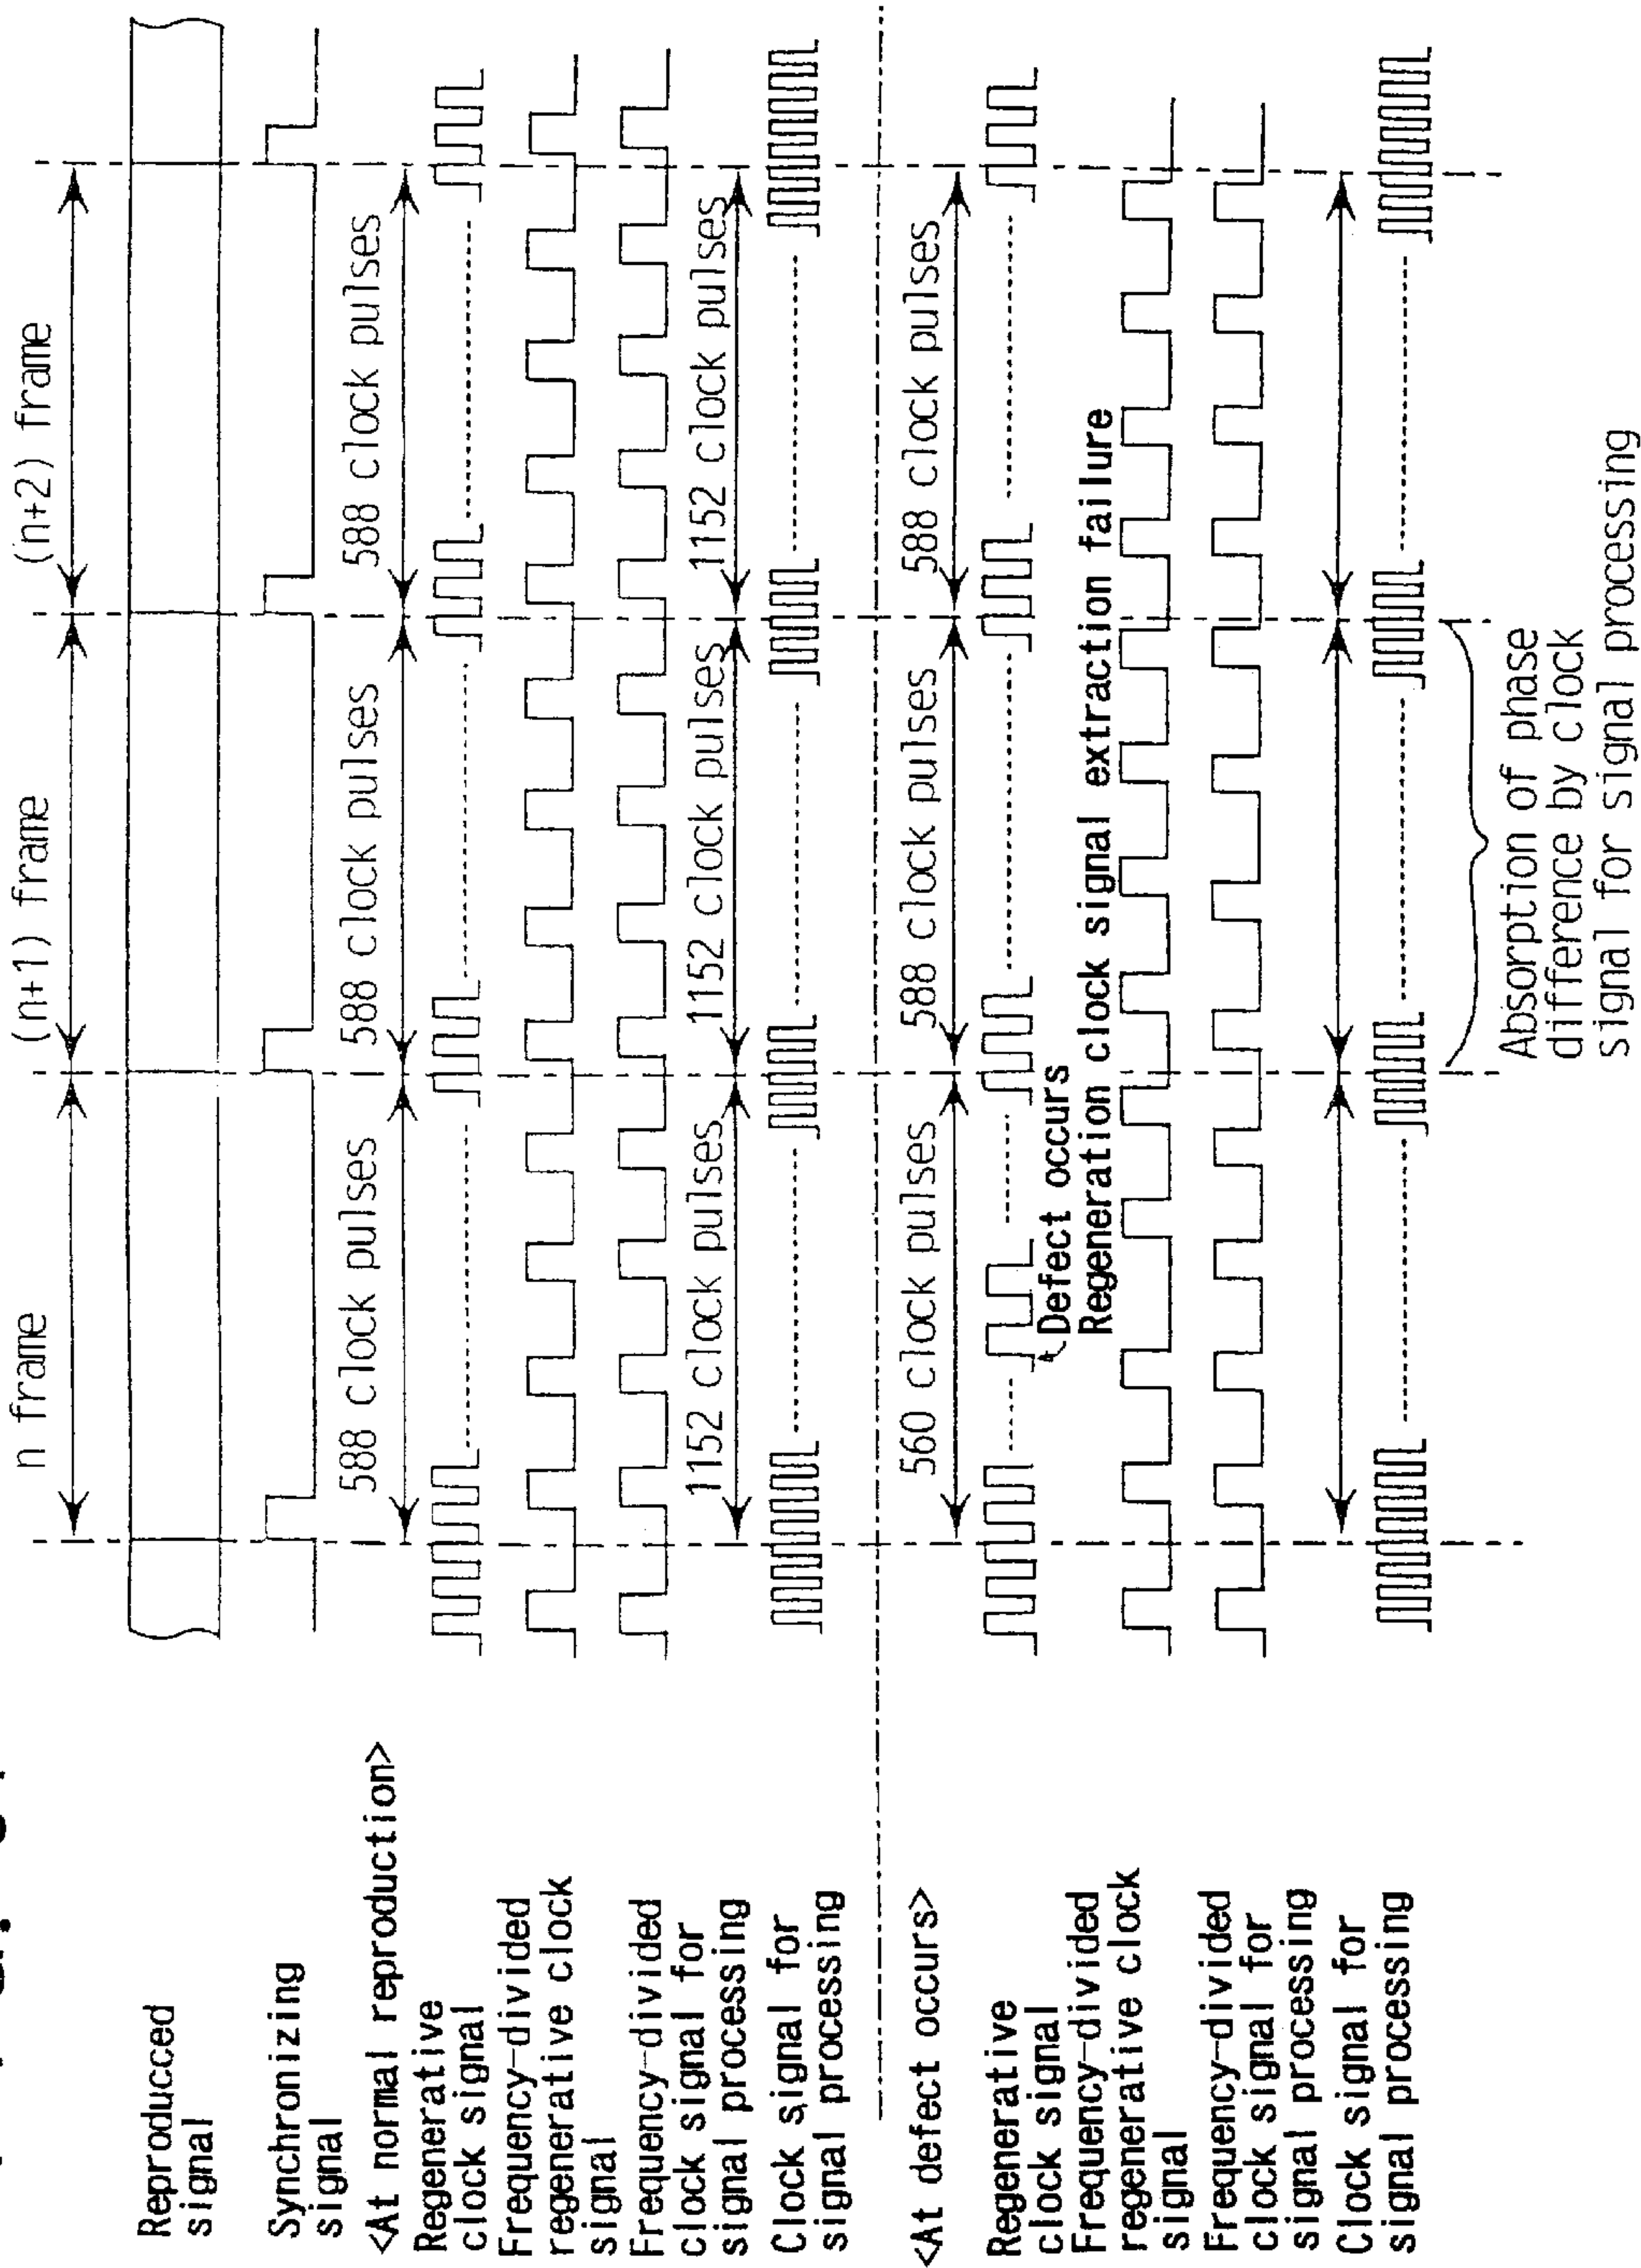 n frame
(n+1) frame
(n+2) frame
Reproducced
signal
Synchronizing
signal
<At normal reproduction>
588 clock pulses
588 clock pulses
588 clock pulses
Regenerative
clock signal
Frequency-divided
regenerative clock
signal
Frequency-divided
clock signal for
signal processing
1152 clock pulses
1152 clock pulses
1152 clock pulses
Clock signal for
signal processing
<At defect occurs>
560 clock pulses
588 clock pulses
588 clock pulses
Regenerative
clock signal
Defect occurs
Regeneration clock signal extraction failure
Frequency-divided
regenerative clock
signal
Frequency-divided
clock signal for
signal processing
Clock signal for
signal processing
Absorption of phase
difference by clock
signal for signal processing